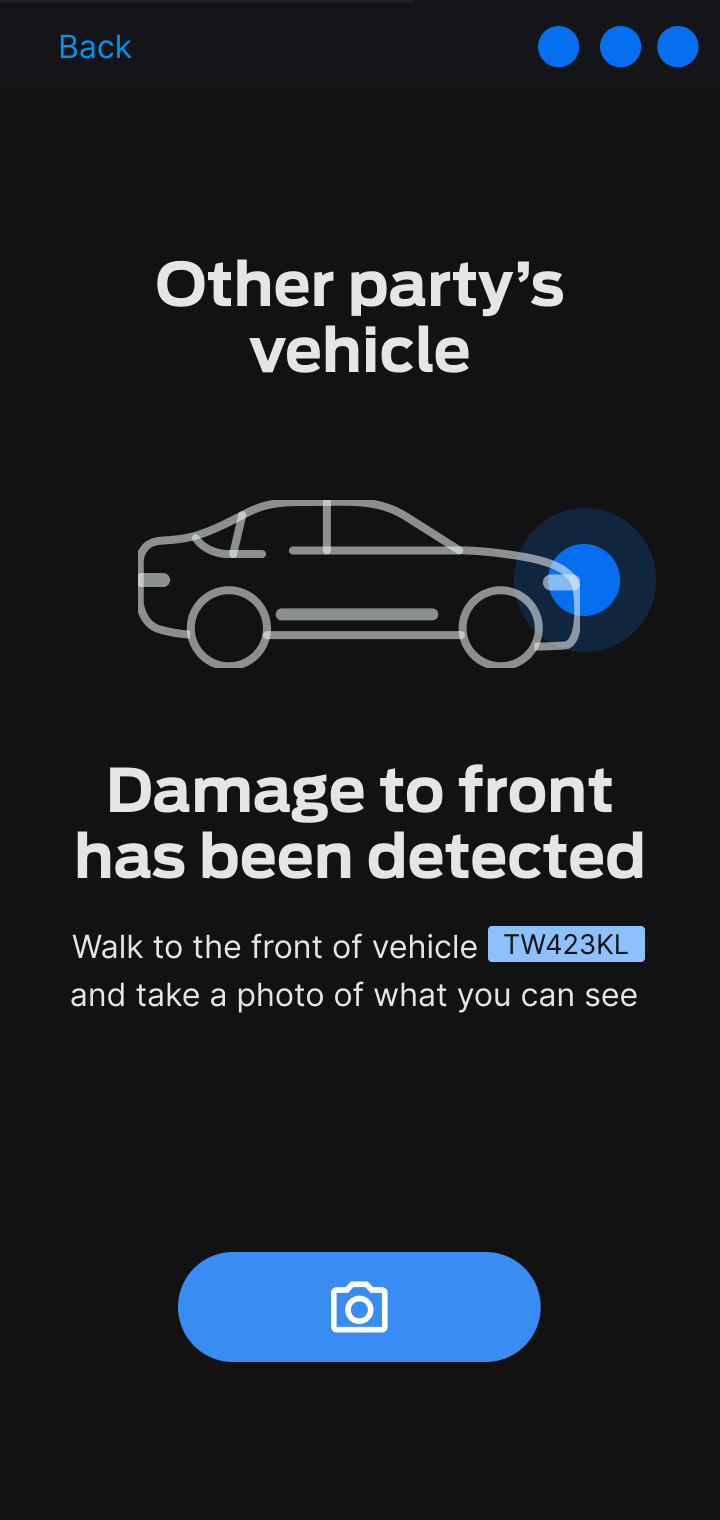 Back
Other party’s
vehicle
Damage to front
has been detected
Walk to the front of vehicle TW423KL
and take a photo of what you can see